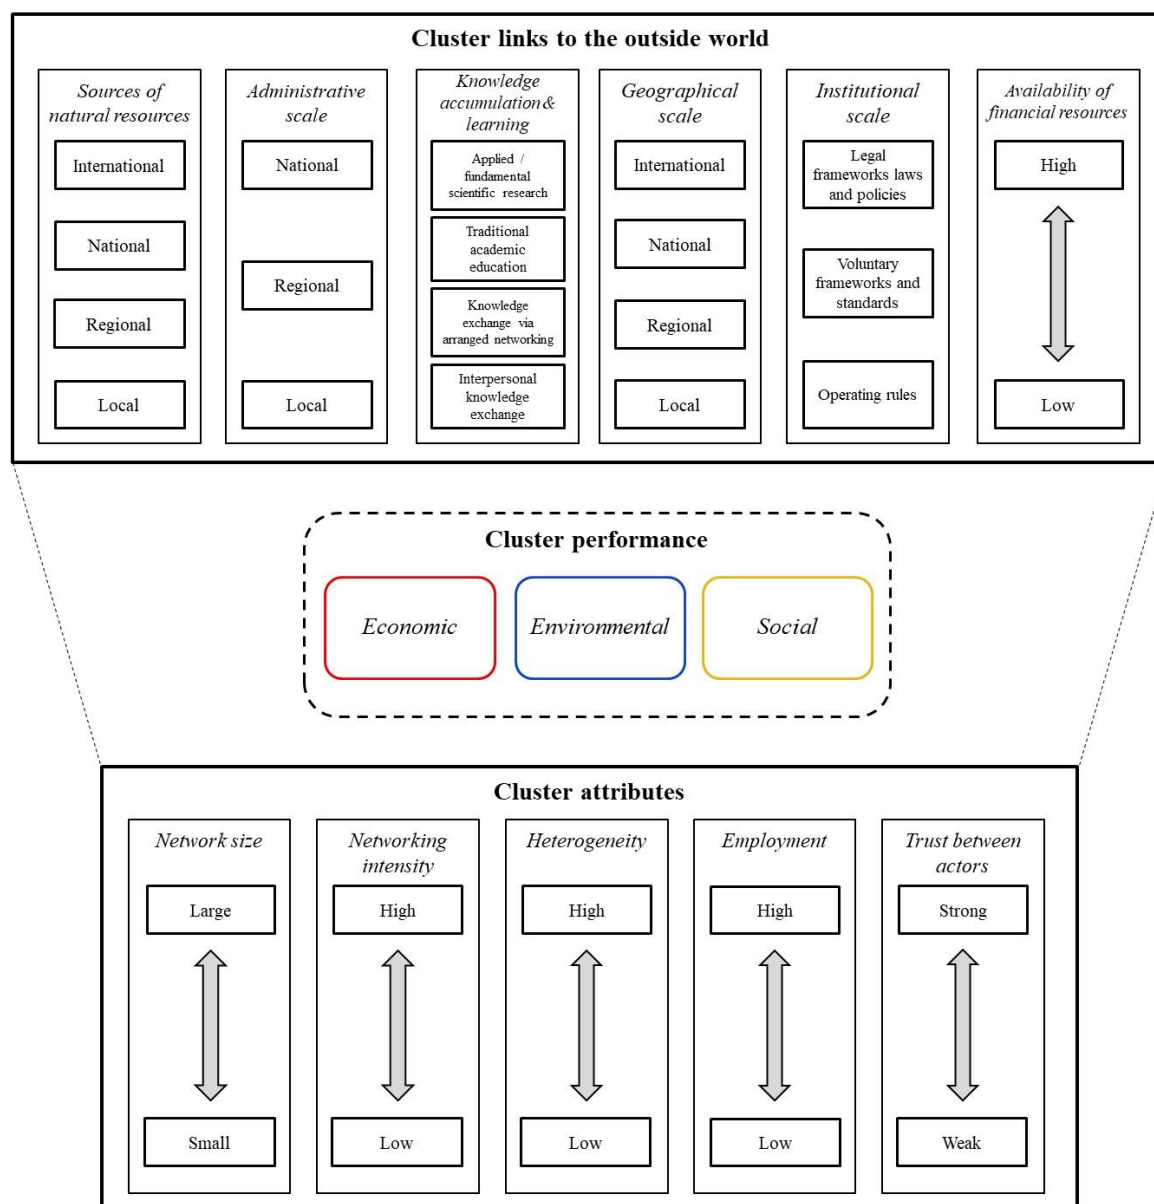 Cluster links to the outside world
Sources of
natural resources
International
National
Regional
Local
Administrative
scale
National
Regional
Local
Knowledge
accumulation &
learning
Applied /
fundamental
scientific research
Traditional
academic
education
Knowledge
exchange via
arranged networking
Interpersonal
knowledge
exchange
Geographical
scale
International
National
Regional
Local
Institutional
scale
Legal
frameworks laws
and policies
Voluntary
frameworks and
standards
Operating rules
Availability of
financial resources
High
Low
Cluster performance
Economic
Environmental
Social
Cluster attributes
Network size
Large
Small
Networking
intensity
High
Low
Heterogeneity
High
Low
Employment
High
Low
Trust between
actors
Strong
Weak